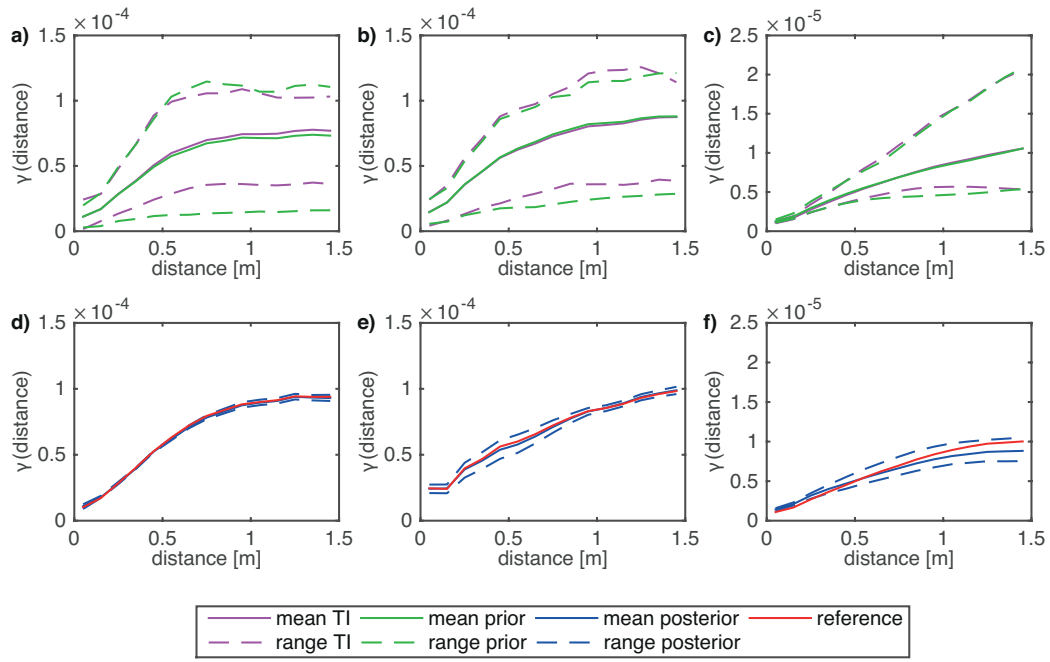 a) × 10⁻⁴
1.5
1
0.5
0
γ (distance)
0 0.5 1 1.5
distance [m]
b) × 10⁻⁴
1.5
1
0.5
0
γ (distance)
0 0.5 1 1.5
distance [m]
c) × 10⁻⁵
2.5
2
1.5
1
0.5
0
γ (distance)
0 0.5 1 1.5
distance [m]
d) × 10⁻⁴
1.5
1
0.5
0
γ (distance)
0 0.5 1 1.5
distance [m]
e) × 10⁻⁴
1.5
1
0.5
0
γ (distance)
0 0.5 1 1.5
distance [m]
f) × 10⁻⁵
2.5
2
1.5
1
0.5
0
γ (distance)
0 0.5 1 1.5
distance [m]
mean TI mean prior mean posterior reference
range TI range prior range posterior